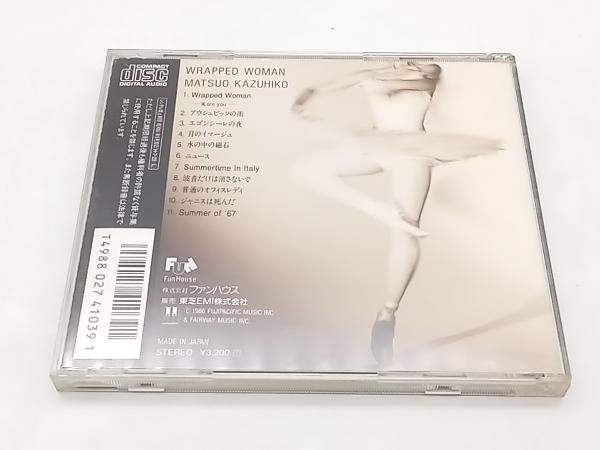 COMPACT
disc
DIGITAL AUDIO
WRAPPED WOMAN
MATSUO KAZUHIKO
1 Wrapped Woman
2 アウシュビッツの雨
3 エゴンシーレの夜
4 月のイマージュ
5 水の中の磁石
6 ニュース
7 Summertime in Italy
8 波音だけは消さないで
9 普通のオフィスレディ
10 ジャニスは死んだ
11 Summer of '67
Fun
FunHouse
株式会社 ファンハウス
販売 東芝EMI株式会社
© 1986 FUJIPACIFIC MUSIC INC.
& FAIRWAY MUSIC INC.
MADE IN JAPAN
STEREO ¥3,200
T4988 027 41039 1